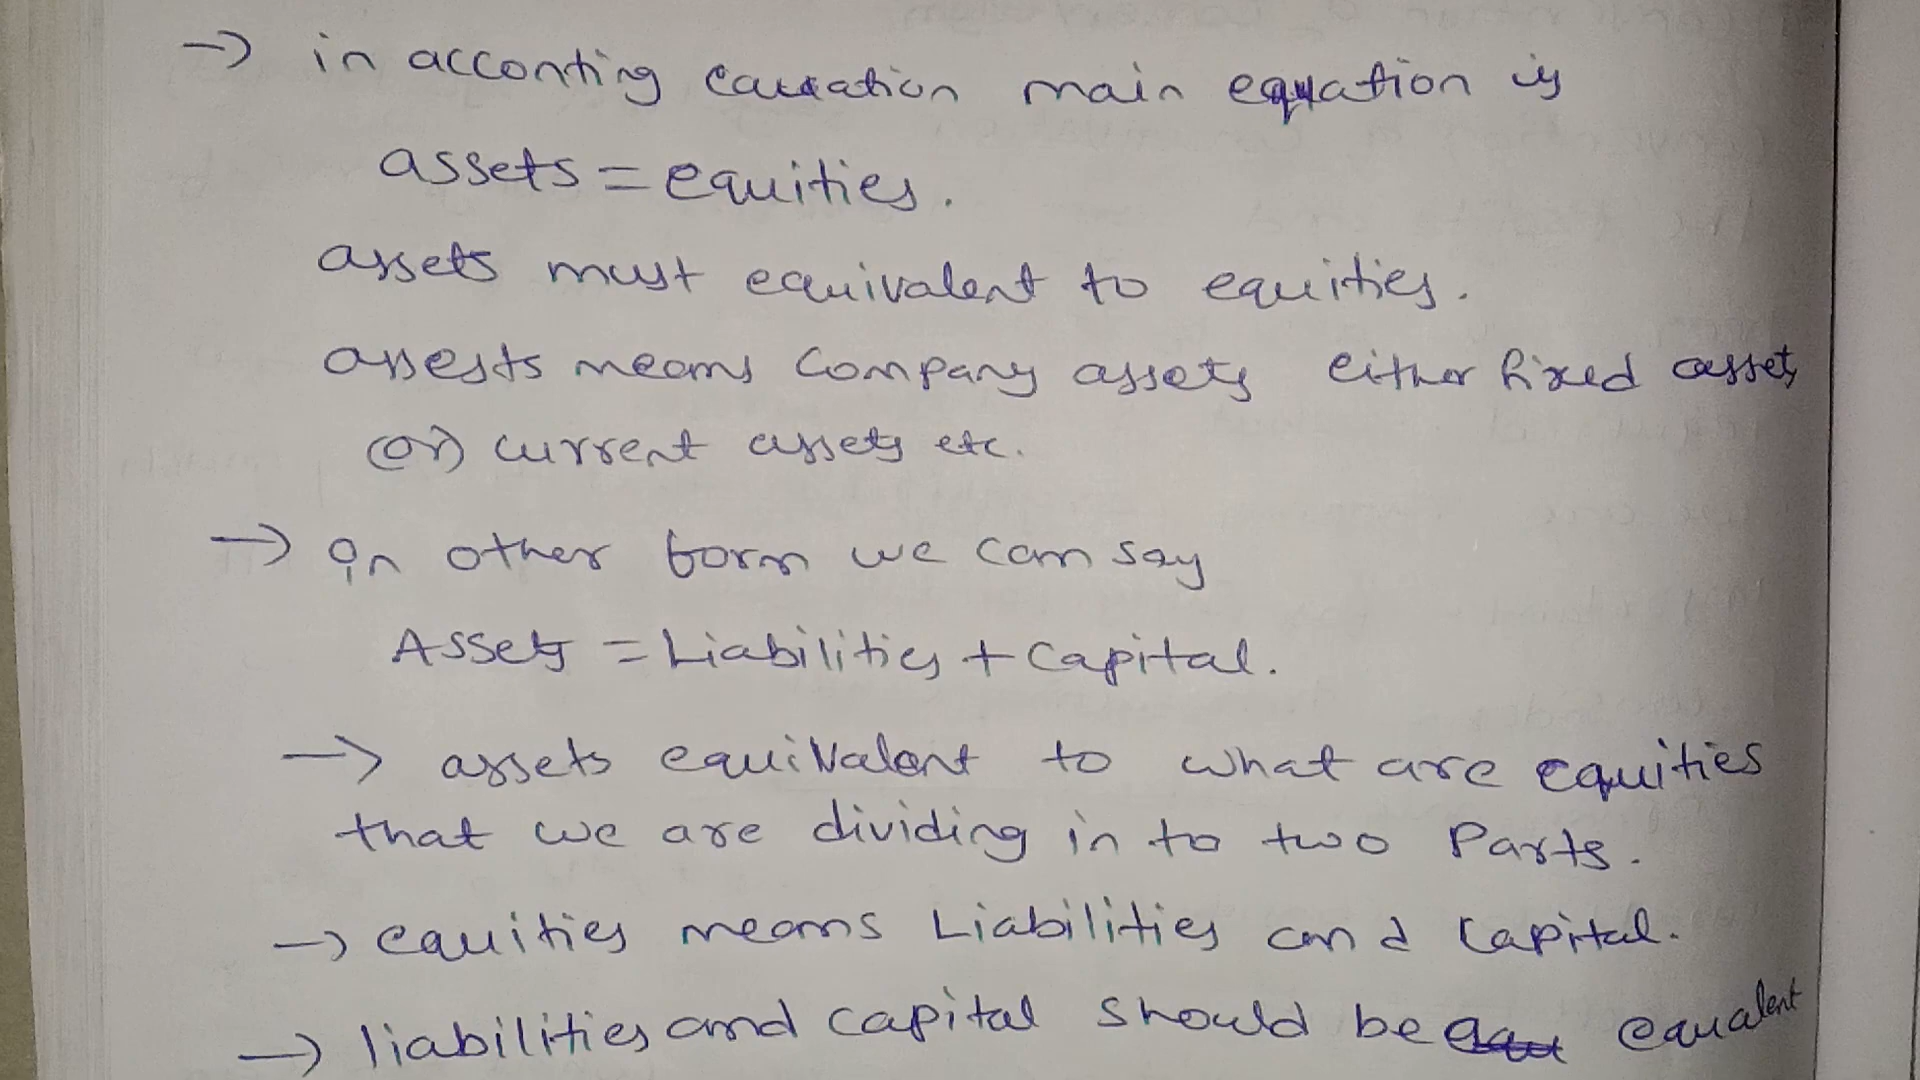 → in acconting equation main equation is
assets = equities.
assets must equivalent to equities.
assests means Company assets either fixed assets
(or) current assets etc.
→ In other form we can say
Assets = Liabilities + Capital.
→ assets equivalent to what are equities
that we are dividing in to two Parts.
→ equities means Liabilities and Capital.
→ liabilities and capital should be equalent